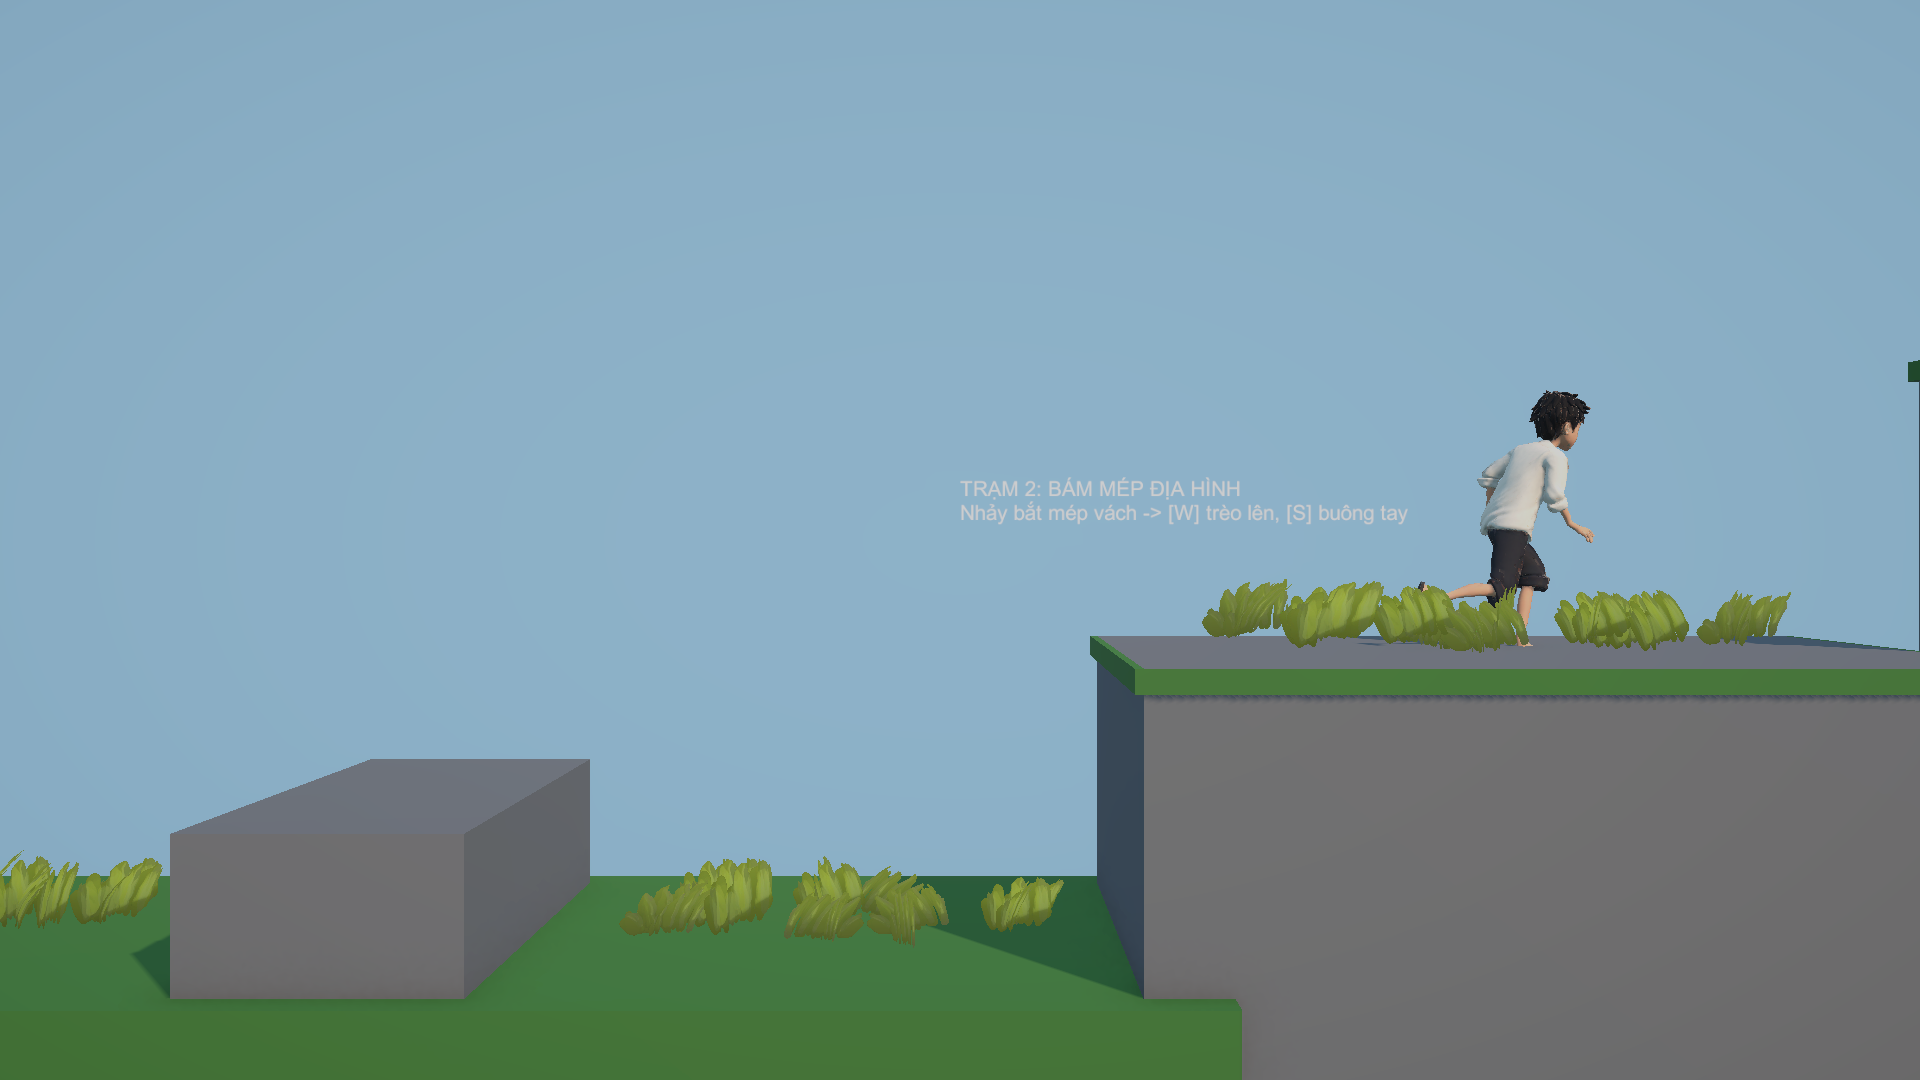 TRẠM 2: BÁM MÉP ĐỊA HÌNH
Nhảy bắt mép vách -> [W] trèo lên, [S] buông tay